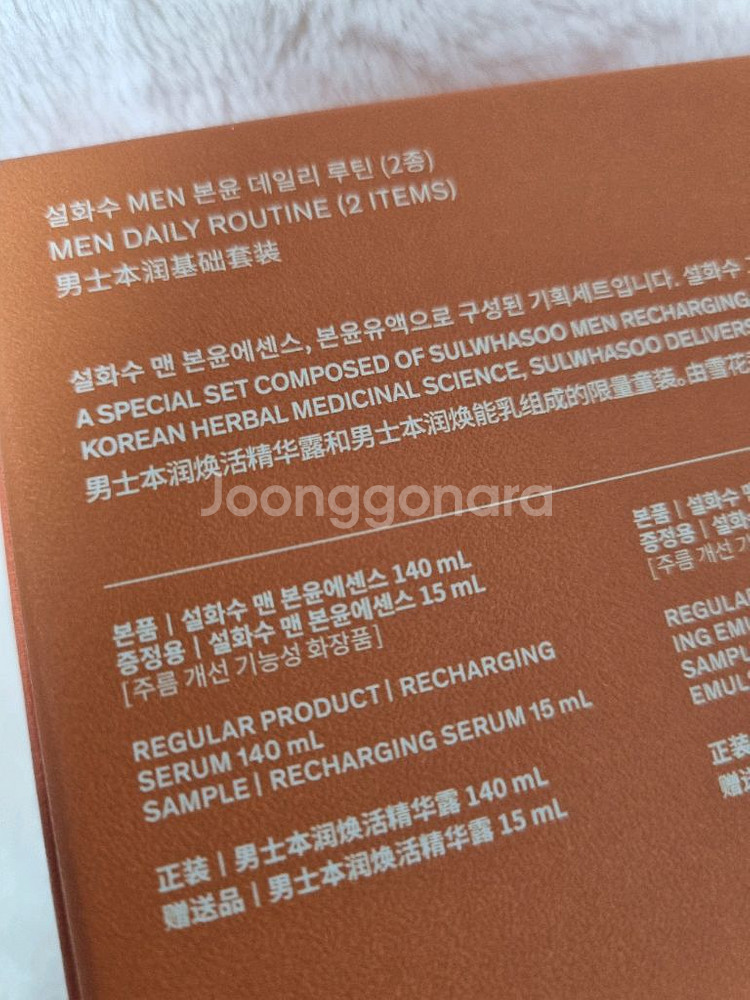 설화수 MEN 본윤 데일리 루틴 (2종)
MEN DAILY ROUTINE (2 ITEMS)
男士本润基础套装
설화수 맨 본윤에센스, 본윤유액으로 구성된 기획세트입니다. 설화수
A SPECIAL SET COMPOSED OF SULWHASOO MEN RECHARGING
KOREAN HERBAL MEDICINAL SCIENCE, SULWHASOO DELIVERS
男士本润焕活精华露和男士本润焕能乳组成的限量童装。由雪花
Joonggonara
본품 | 설화수 맨 본윤에센스 140 mL
증정용 | 설화수 맨 본윤에센스 15 mL
[주름 개선 기능성 화장품]
REGULAR PRODUCT | RECHARGING
SERUM 140 mL
SAMPLE | RECHARGING SERUM 15 mL
正装 | 男士本润焕活精华露 140 mL
赠送品 | 男士本润焕活精华露 15 mL
본품 | 설화수
증정용 | 설화
[주름 개선
REGULA
ING EM
SAMPL
EMUL
正装
赠送